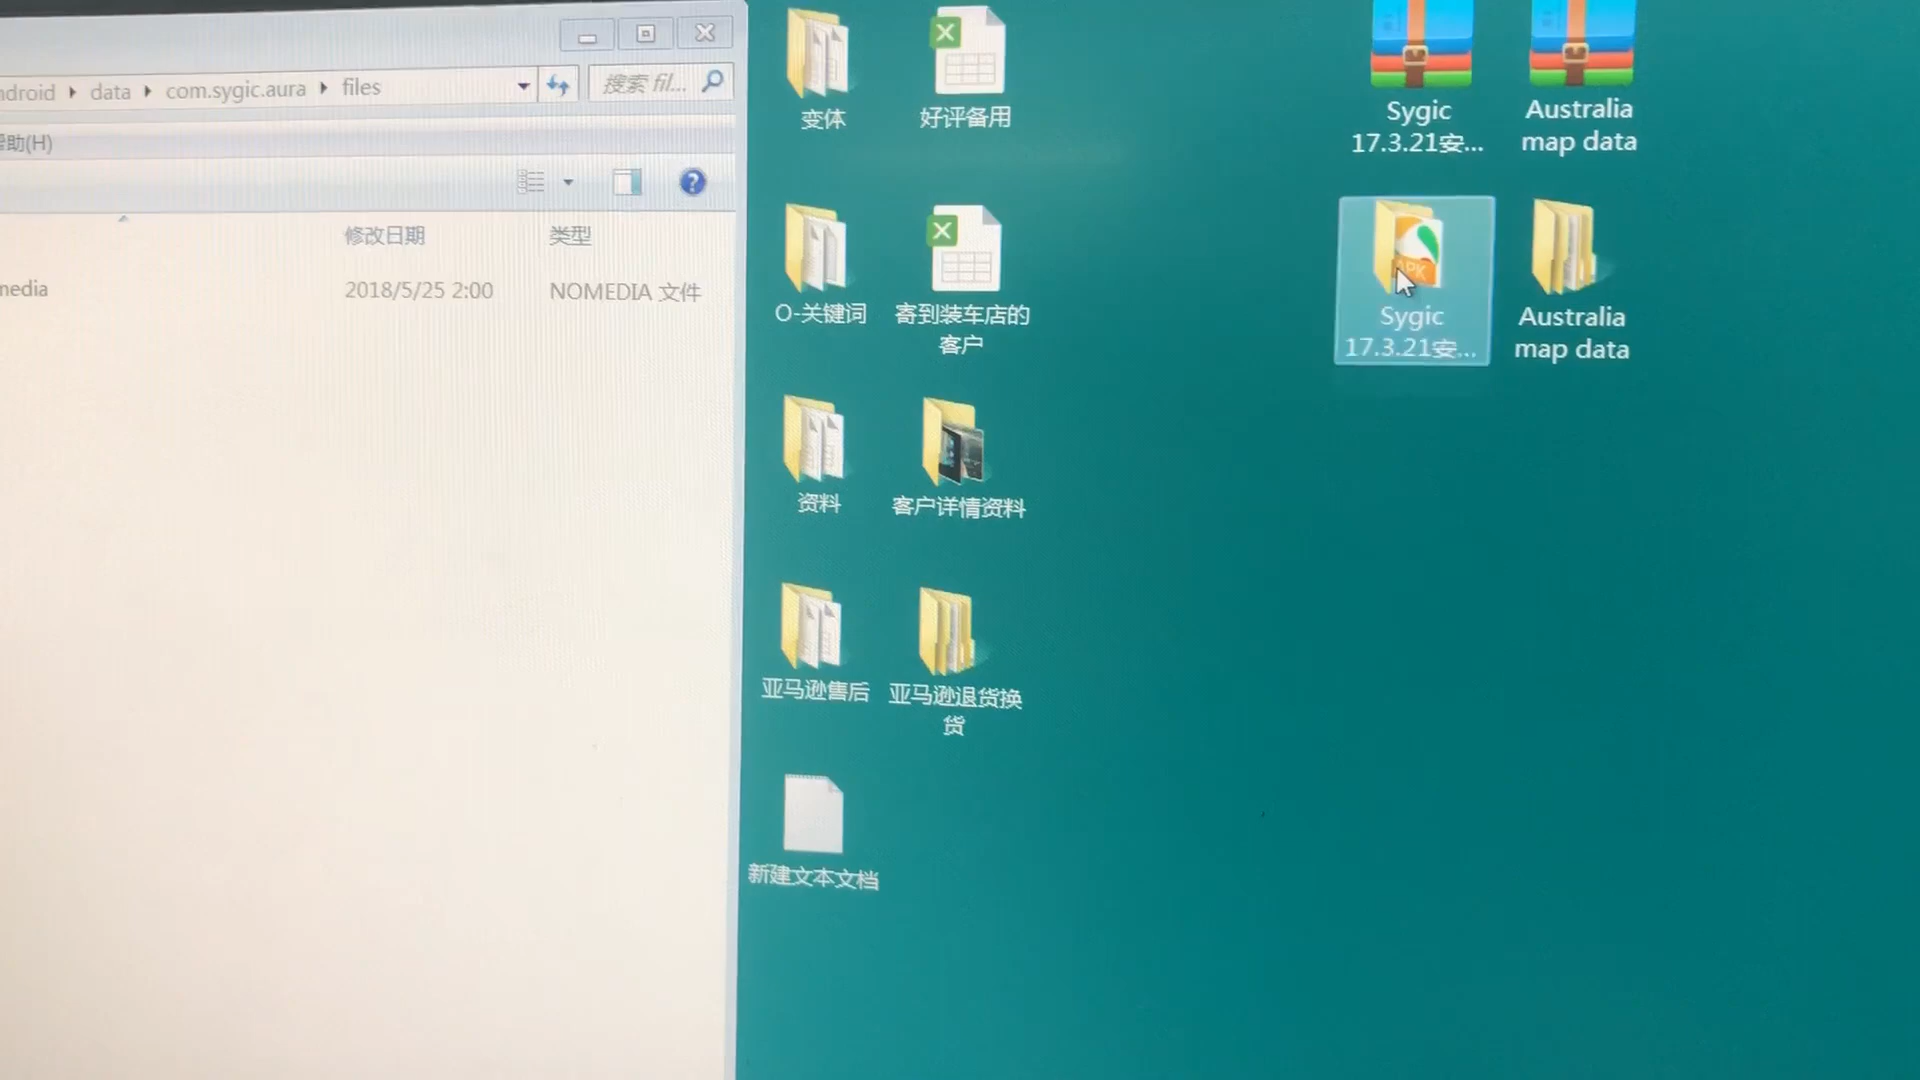 data com.sygic.aura files
搜索 fil...
(H)
修改日期 类型
2018/5/25 2:00 NOMEDIA 文件
变体
好评备用
Sygic
17.3.21安...
Australia
map data
O-关键词
寄到装车店的
客户
Sygic
17.3.21安...
Australia
map data
资料
客户详情资料
亚马逊售后
亚马逊退货换
货
新建文本文档
APK